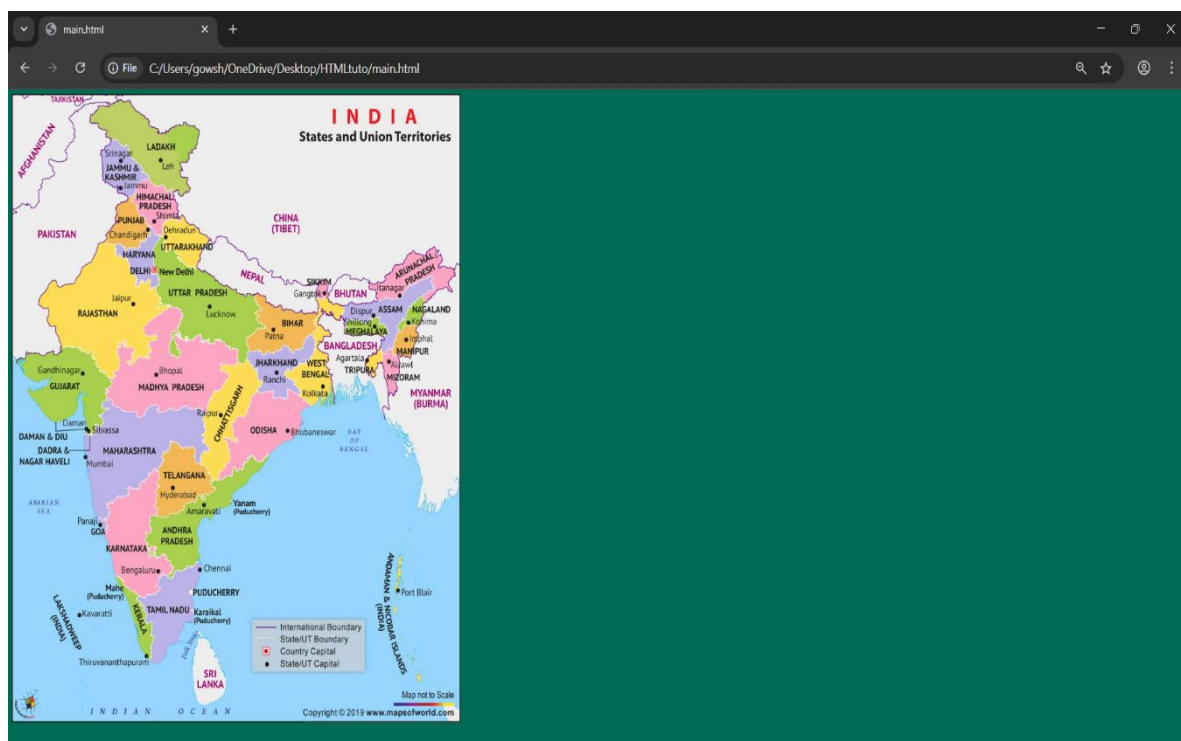 main.html
File C:/Users/gowsh/OneDrive/Desktop/HTMLtuto/main.html
INDIA
States and Union Territories
TAJIKISTAN
AFGHANISTAN
PAKISTAN
CHINA
(TIBET)
NEPAL
BHUTAN
BANGLADESH
MYANMAR
(BURMA)
SRI
LANKA
LADAKH
Leh
Srinagar
JAMMU &
KASHMIR
Jammu
HIMACHAL
PRADESH
Shimla
PUNJAB
Chandigarh
Dehradun
UTTARAKHAND
HARYANA
DELHI
New Delhi
RAJASTHAN
Jaipur
UTTAR PRADESH
Lucknow
BIHAR
Patna
SIKKIM
Gangtok
ARUNACHAL
PRADESH
Itanagar
Dispur
ASSAM
NAGALAND
Kohima
Shillong
MEGHALAYA
Imphal
MANIPUR
Agartala
TRIPURA
Aizawl
MIZORAM
JHARKHAND
Ranchi
WEST
BENGAL
Kolkata
Gandhinagar
GUJARAT
Bhopal
MADHYA PRADESH
Raipur
CHHATTISGARH
ODISHA
Bhubaneswar
Daman
Silvassa
DAMAN & DIU
DADRA &
NAGAR HAVELI
MAHARASHTRA
Mumbai
TELANGANA
Hyderabad
Amaravati
Yanam
(Puducherry)
ANDHRA
PRADESH
Panaji
GOA
KARNATAKA
Bengaluru
Chennai
Mahe
(Puducherry)
PUDUCHERRY
TAMIL NADU
Karaikal
(Puducherry)
KERALA
Thiruvananthapuram
Kavaratti
LAKSHADWEEP
(INDIA)
ANDAMAN & NICOBAR ISLANDS
(INDIA)
Port Blair
ARABIAN
SEA
BAY
OF
BENGAL
Palk Strait
INDIAN OCEAN
International Boundary
State/UT Boundary
Country Capital
State/UT Capital
Map not to Scale
Copyright © 2019 www.mapsofworld.com